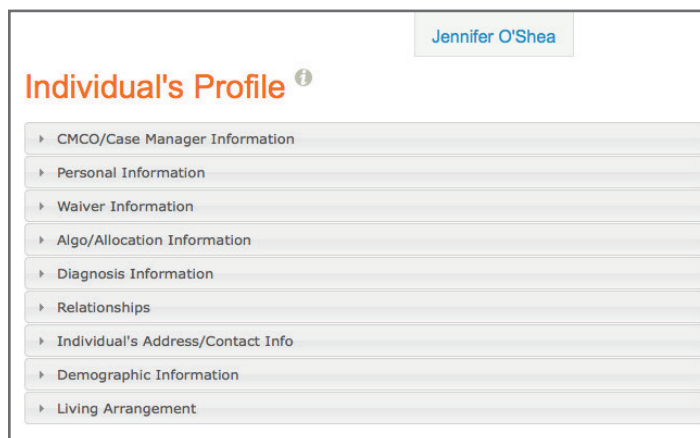 Jennifer O'Shea
Individual's Profile i
CMCO/Case Manager Information
Personal Information
Waiver Information
Algo/Allocation Information
Diagnosis Information
Relationships
Individual's Address/Contact Info
Demographic Information
Living Arrangement